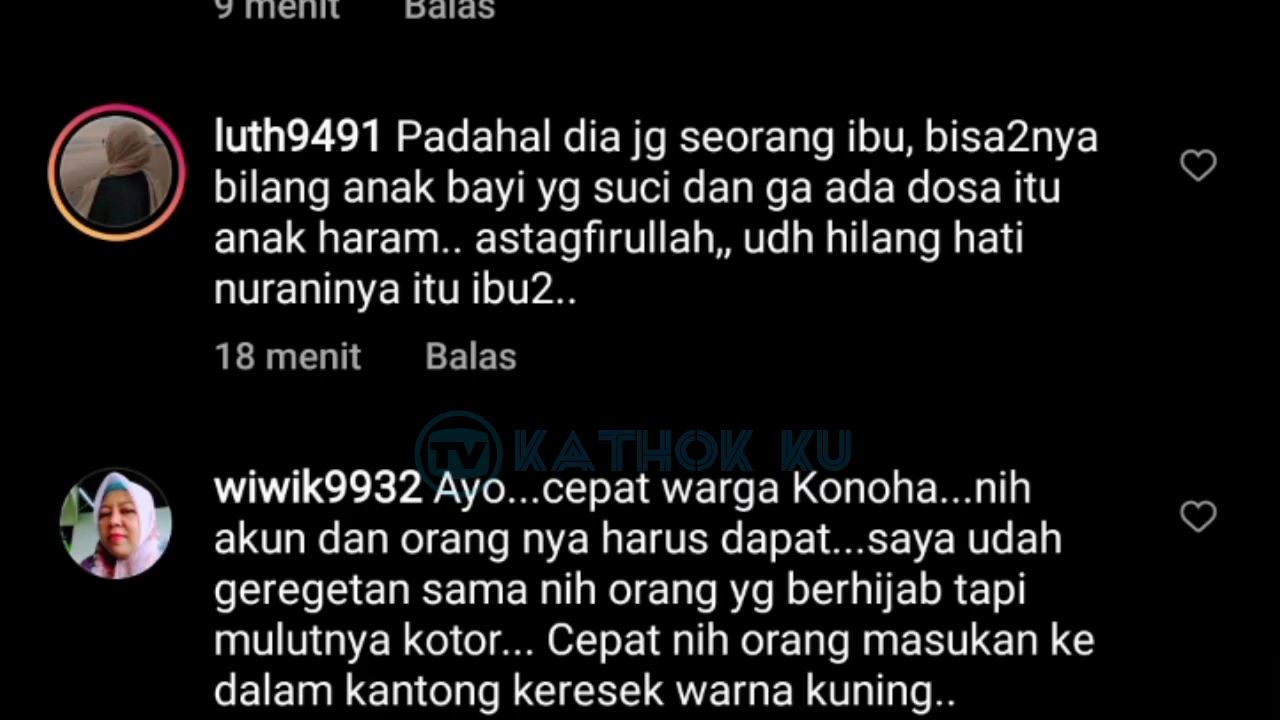 9 menit Balas
luth9491 Padahal dia jg seorang ibu, bisa2nya
bilang anak bayi yg suci dan ga ada dosa itu
anak haram.. astagfirullah,, udh hilang hati
nuraninya itu ibu2..
18 menit Balas
TV KATHOK KU
wiwik9932 Ayo...cepat warga Konoha...nih
akun dan orang nya harus dapat...saya udah
geregetan sama nih orang yg berhijab tapi
mulutnya kotor... Cepat nih orang masukan ke
dalam kantong keresek warna kuning..